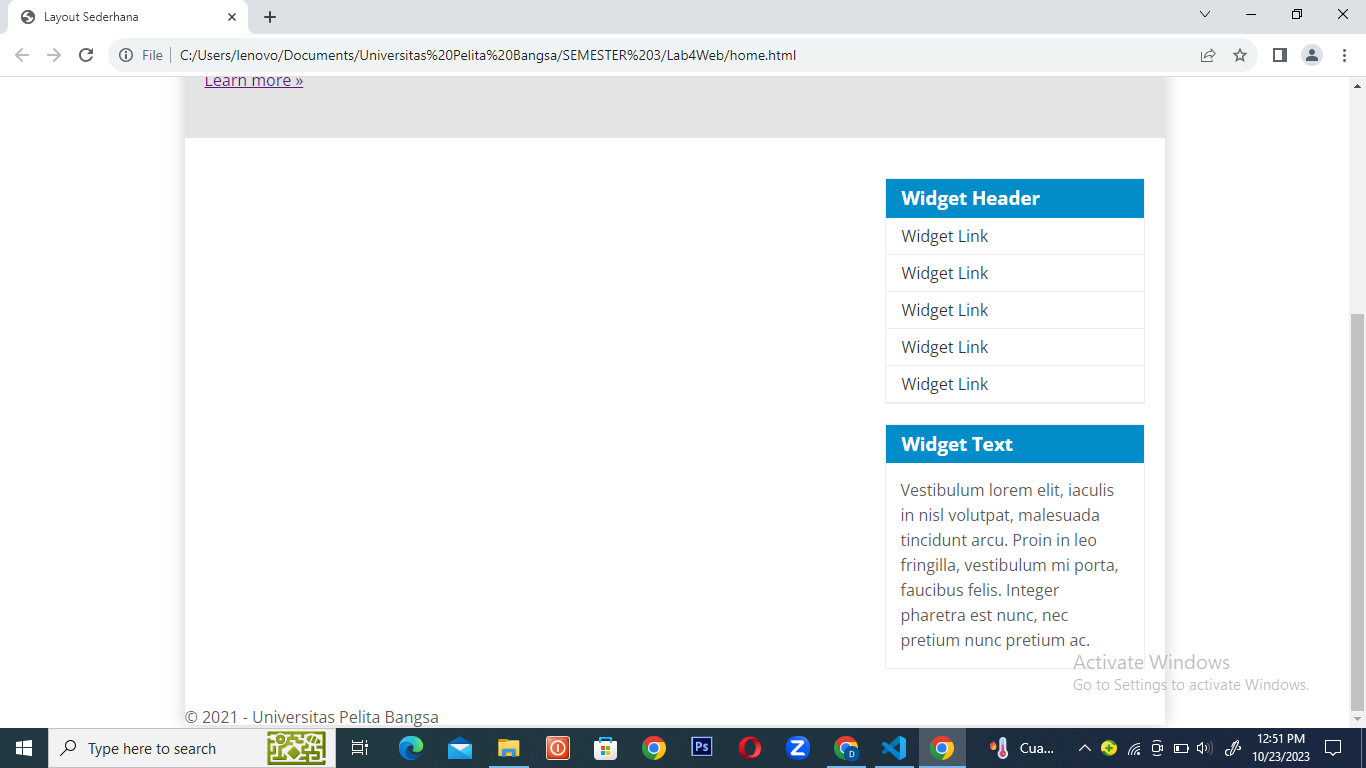 Layout Sederhana
File
C:/Users/lenovo/Documents/Universitas%20Pelita%20Bangsa/SEMESTER%203/Lab4Web/home.html
Learn more »
Widget Header
Widget Link
Widget Link
Widget Link
Widget Link
Widget Link
Widget Text
Vestibulum lorem elit, iaculis
in nisl volutpat, malesuada
tincidunt arcu. Proin in leo
fringilla, vestibulum mi porta,
faucibus felis. Integer
pharetra est nunc, nec
pretium nunc pretium ac.
Activate Windows
Go to Settings to activate Windows.
© 2021 - Universitas Pelita Bangsa
Type here to search
Ps
Z
D
Cua...
12:51 PM
10/23/2023